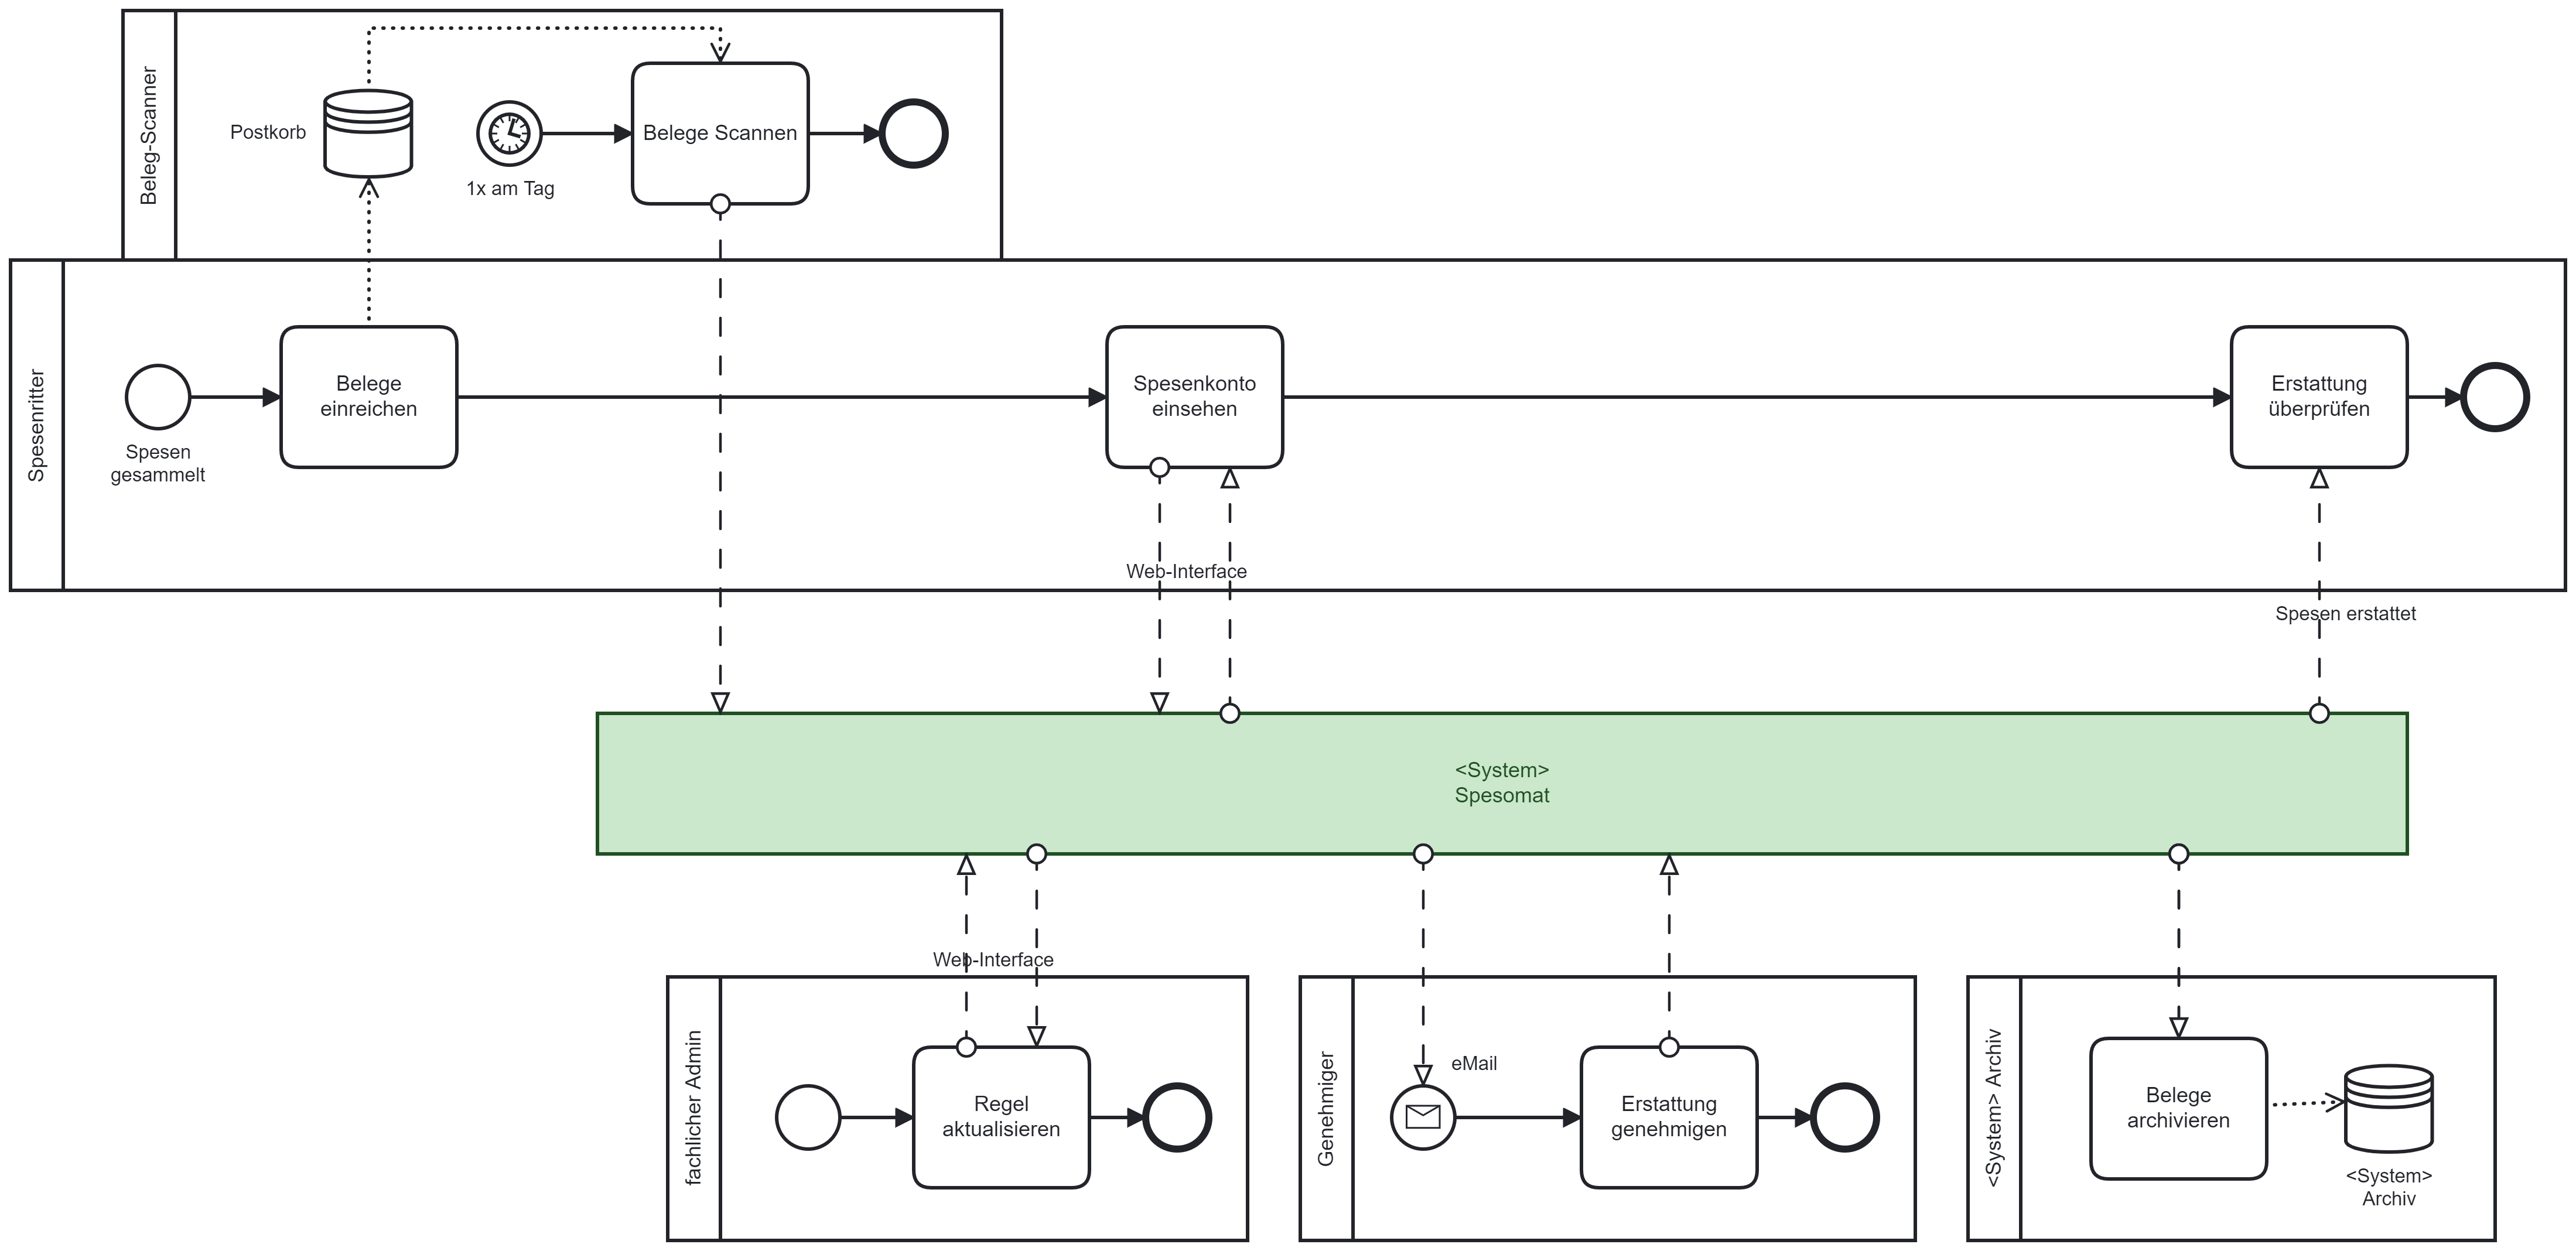 Beleg-Scanner
Postkorb
1x am Tag
Belege Scannen
Spesenritter
Spesen
gesammelt
Belege
einreichen
Spesenkonto
einsehen
Erstattung
überprüfen
Web-Interface
Spesen erstattet
<System>
Spesomat
Web-Interface
fachlicher Admin
Regel
aktualisieren
Genehmiger
eMail
Erstattung
genehmigen
<System> Archiv
Belege
archivieren
<System>
Archiv